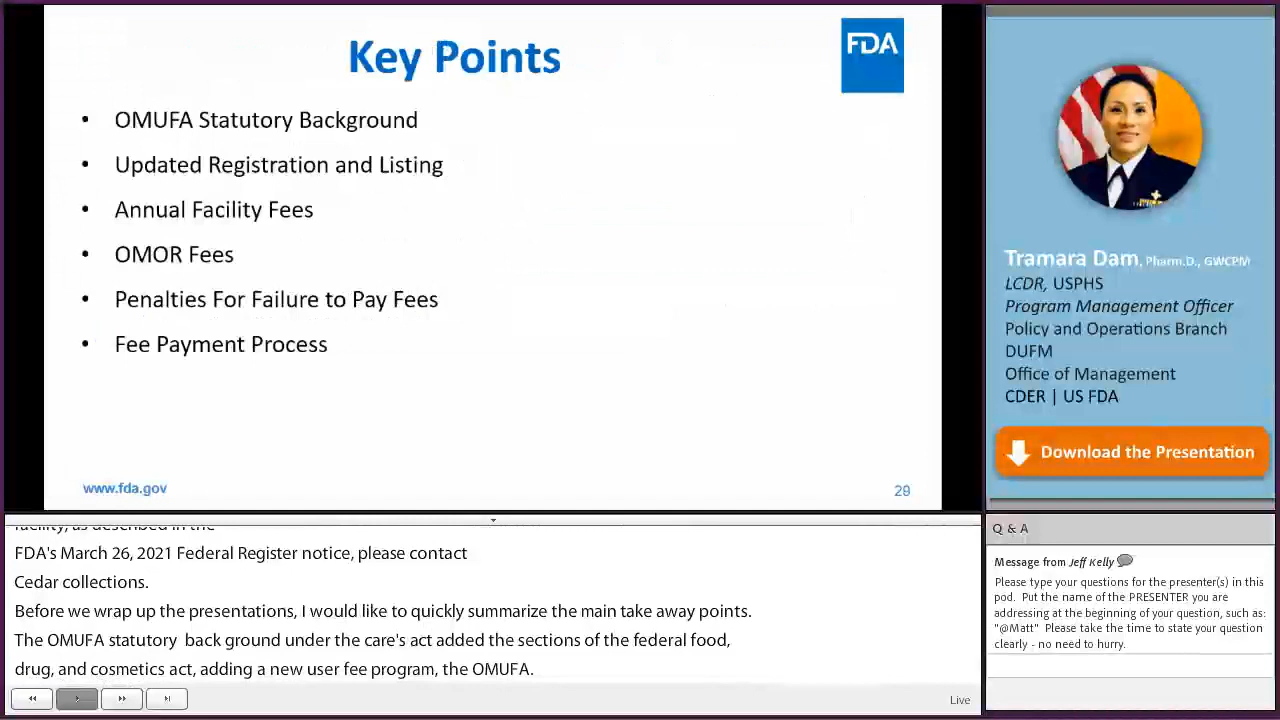 Key Points
FDA
• OMUFA Statutory Background
• Updated Registration and Listing
• Annual Facility Fees
• OMOR Fees
• Penalties For Failure to Pay Fees
• Fee Payment Process
www.fda.gov
29
Tramara Dam, Pharm.D., GWCPM
LCDR, USPHS
Program Management Officer
Policy and Operations Branch
DUFM
Office of Management
CDER | US FDA
Download the Presentation
facility, as described in the
FDA's March 26, 2021 Federal Register notice, please contact
Cedar collections.
Before we wrap up the presentations, I would like to quickly summarize the main take away points.
The OMUFA statutory back ground under the care's act added the sections of the federal food,
drug, and cosmetics act, adding a new user fee program, the OMUFA.
Live
Q & A
Message from Jeff Kelly
Please type your questions for the presenter(s) in this
pod. Put the name of the PRESENTER you are
addressing at the beginning of your question, such as:
"@Matt" Please take the time to state your question
clearly - no need to hurry.